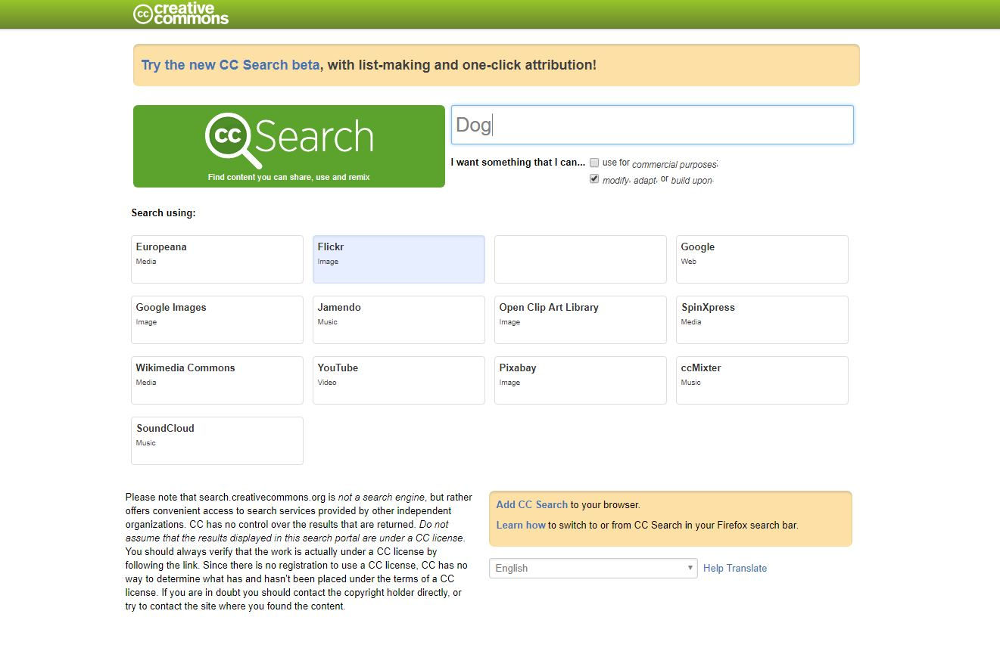 cc creative
commons
Try the new CC Search beta, with list-making and one-click attribution!
CC Search
Find content you can share, use and remix
Dog
I want something that I can... use for commercial purposes;
modify, adapt, or build upon.
Search using:
Europeana
Media
Flickr
Image
Google
Web
Google Images
Image
Jamendo
Music
Open Clip Art Library
Image
SpinXpress
Media
Wikimedia Commons
Media
YouTube
Video
Pixabay
Image
ccMixter
Music
SoundCloud
Music
Please note that search.creativecommons.org is not a search engine, but rather
offers convenient access to search services provided by other independent
organizations. CC has no control over the results that are returned. Do not
assume that the results displayed in this search portal are under a CC license.
You should always verify that the work is actually under a CC license by
following the link. Since there is no registration to use a CC license, CC has no
way to determine what has and hasn't been placed under the terms of a CC
license. If you are in doubt you should contact the copyright holder directly, or
try to contact the site where you found the content.
Add CC Search to your browser.
Learn how to switch to or from CC Search in your Firefox search bar.
English
Help Translate